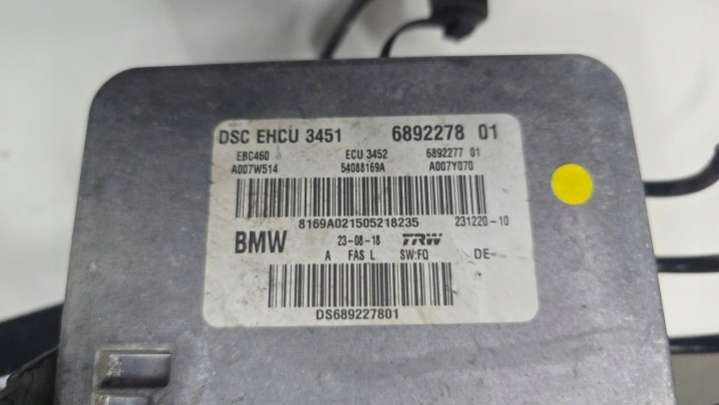 DSC EHCU 3451 6892278 01
EBC460 ECU 3452 6892277 01
A007W514 54088169A A007Y070
8169A021505218235 231220-10
BMW 23-08-18 TRW
A FAS L SW:FQ DE-
DS689227801